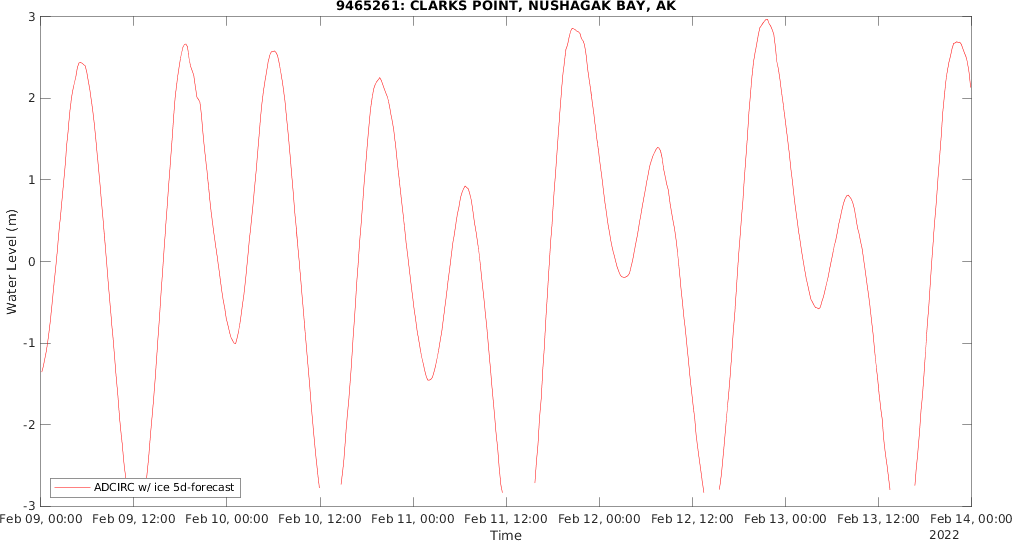 9465261: CLARKS POINT, NUSHAGAK BAY, AK
3
2
1
0
-1
-2
-3
Water Level (m)
ADCIRC w/ ice 5d-forecast
Feb 09, 00:00 Feb 09, 12:00 Feb 10, 00:00 Feb 10, 12:00 Feb 11, 00:00 Feb 11, 12:00 Feb 12, 00:00 Feb 12, 12:00 Feb 13, 00:00 Feb 13, 12:00 Feb 14, 00:00
Time
2022